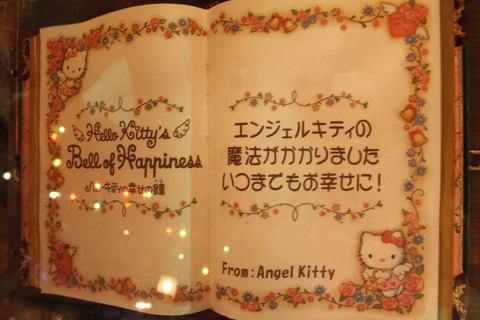 Hello Kitty's
Bell of Happiness
ハローキティの幸せの鐘
エンジェルキティの
魔法がかかりました
いつまでもお幸せに！
From: Angel Kitty